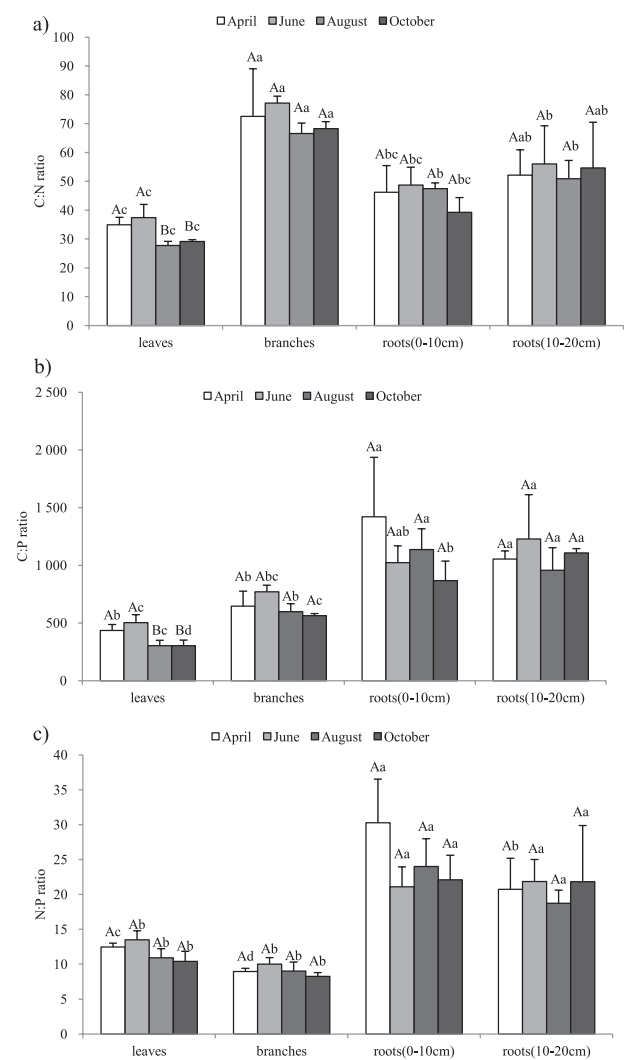 a)
April June August October
100
90
80
70
60
50
40
30
20
10
0
C:N ratio
Ac Ac Bc Bc
Aa Aa Aa Aa
Abc Abc Ab Abc
Aab Ab Ab Aab
leaves branches roots(0-10cm) roots(10-20cm)
b)
April June August October
2 500
2 000
1 500
1 000
500
0
C:P ratio
Ab Ac Bc Bd
Ab Abc Ab Ac
Aa Aab Aa Ab
Aa Aa Aa Aa
leaves branches roots(0-10cm) roots(10-20cm)
c)
April June August October
40
35
30
25
20
15
10
5
0
N:P ratio
Ac Ab Ab Ab
Ad Ab Ab Ab
Aa Aa Aa Aa
Ab Aa Aa Aa
leaves branches roots(0-10cm) roots(10-20cm)